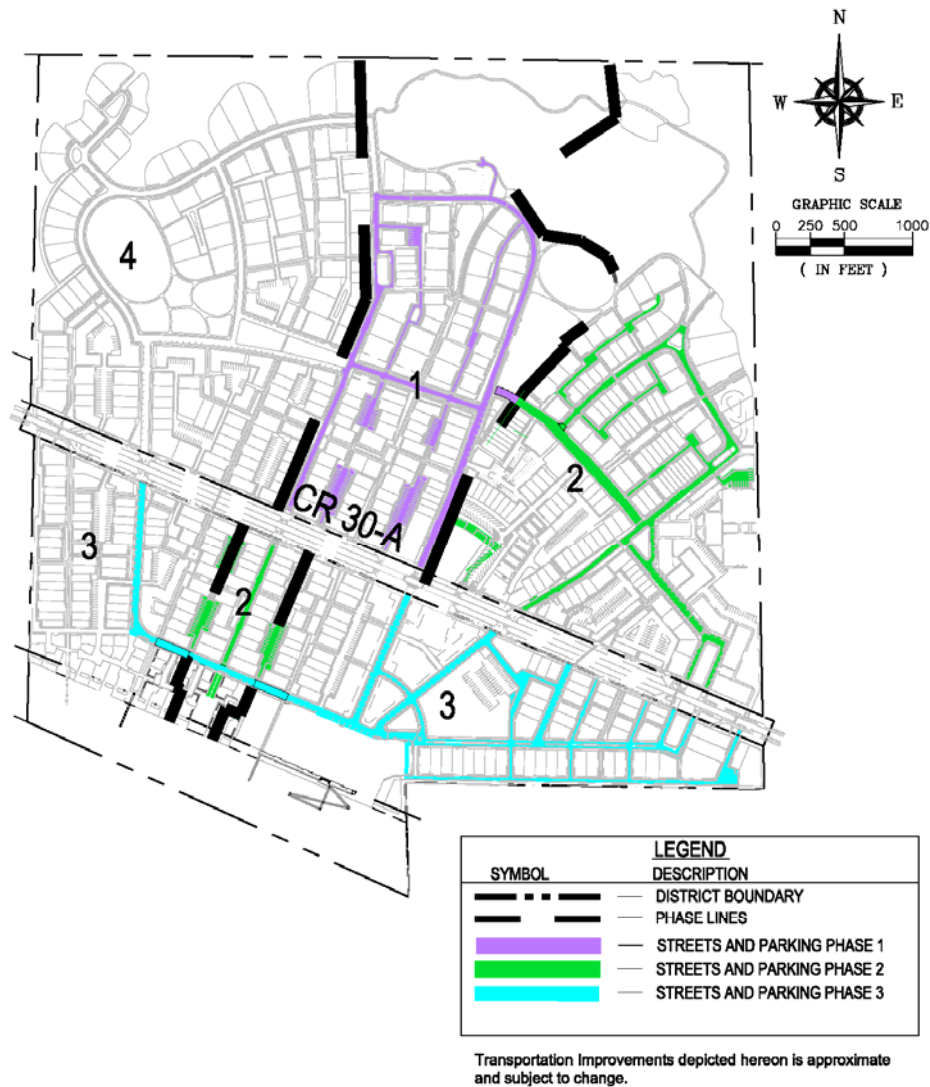 N
W E
S
GRAPHIC SCALE
0 250 500 1000
( IN FEET )
4
1
2
CR 30-A
3
2
3
LEGEND
SYMBOL DESCRIPTION
DISTRICT BOUNDARY
PHASE LINES
STREETS AND PARKING PHASE 1
STREETS AND PARKING PHASE 2
STREETS AND PARKING PHASE 3
Transportation Improvements depicted hereon is approximate
and subject to change.